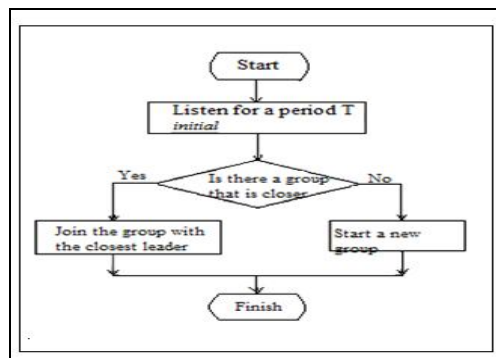 Start
Listen for a period T
initial
Is there a group
that is closer
Yes
No
Join the group with
the closest leader
Start a new
group
Finish
.